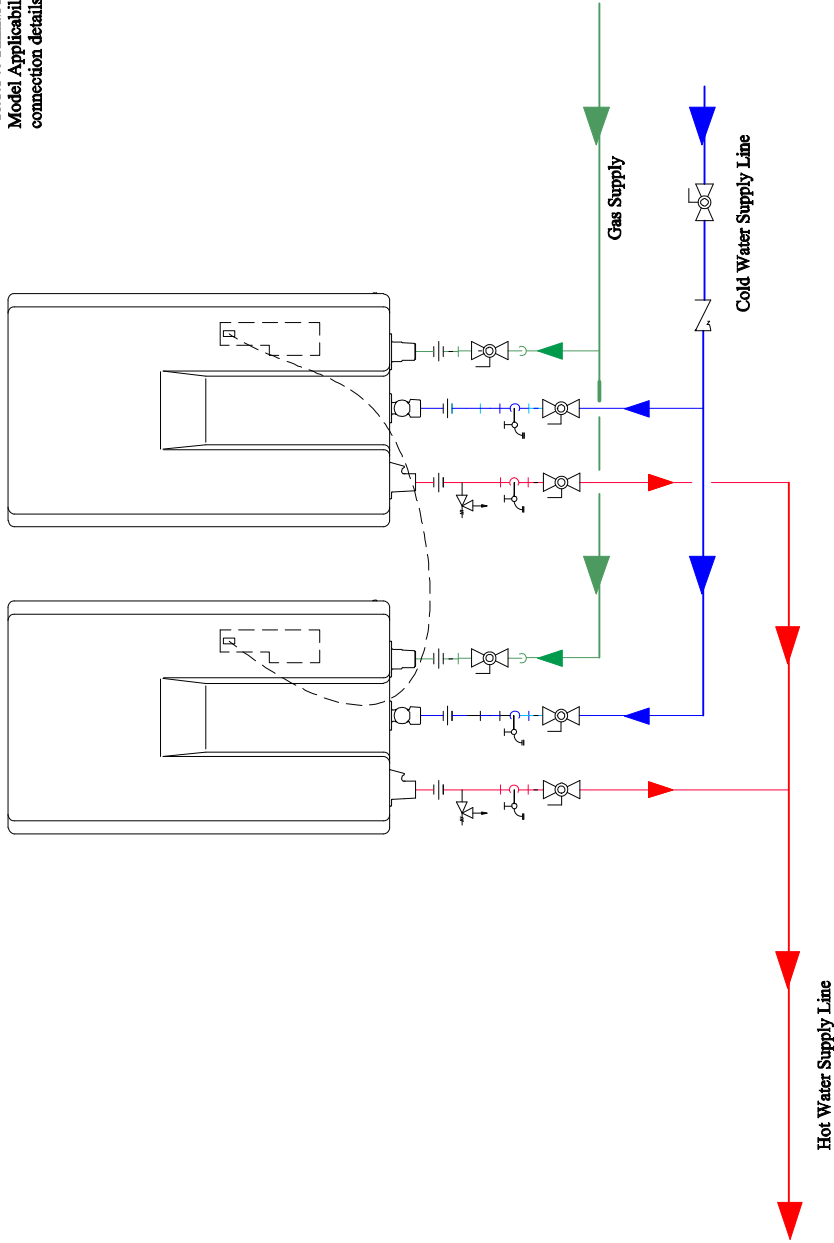 Model Applicabil
connection details
Gas Supply
Cold Water Supply Line
Hot Water Supply Line